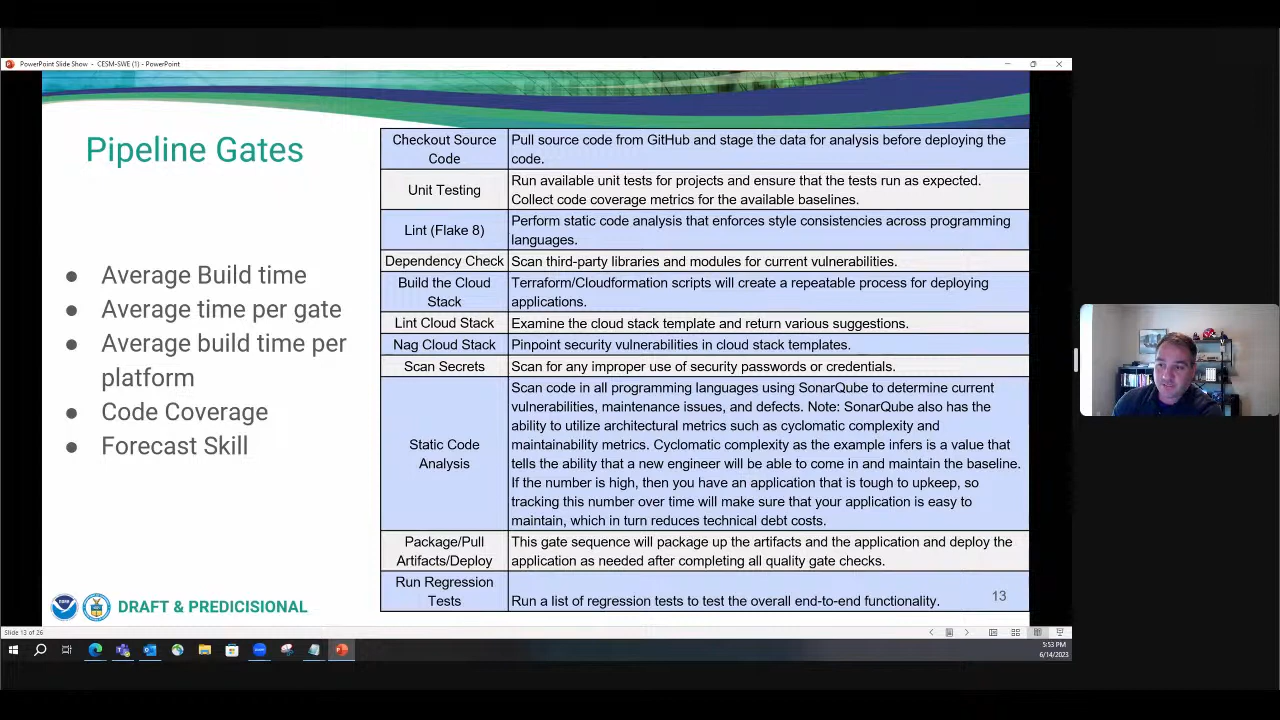 PowerPoint Slide Show - CESM-SWE (1) - PowerPoint
Pipeline Gates
● Average Build time
● Average time per gate
● Average build time per
platform
● Code Coverage
● Forecast Skill
Checkout Source
Code
Pull source code from GitHub and stage the data for analysis before deploying the
code.
Unit Testing
Run available unit tests for projects and ensure that the tests run as expected.
Collect code coverage metrics for the available baselines.
Lint (Flake 8)
Perform static code analysis that enforces style consistencies across programming
languages.
Dependency Check
Scan third-party libraries and modules for current vulnerabilities.
Build the Cloud
Stack
Terraform/Cloudformation scripts will create a repeatable process for deploying
applications.
Lint Cloud Stack
Examine the cloud stack template and return various suggestions.
Nag Cloud Stack
Pinpoint security vulnerabilities in cloud stack templates.
Scan Secrets
Scan for any improper use of security passwords or credentials.
Static Code
Analysis
Scan code in all programming languages using SonarQube to determine current
vulnerabilities, maintenance issues, and defects. Note: SonarQube also has the
ability to utilize architectural metrics such as cyclomatic complexity and
maintainability metrics. Cyclomatic complexity as the example infers is a value that
tells the ability that a new engineer will be able to come in and maintain the baseline.
If the number is high, then you have an application that is tough to upkeep, so
tracking this number over time will make sure that your application is easy to
maintain, which in turn reduces technical debt costs.
Package/Pull
Artifacts/Deploy
This gate sequence will package up the artifacts and the application and deploy the
application as needed after completing all quality gate checks.
Run Regression
Tests
Run a list of regression tests to test the overall end-to-end functionality.
13
DRAFT & PREDICISIONAL
Slide 13 of 26
5:53 PM
6/14/2023